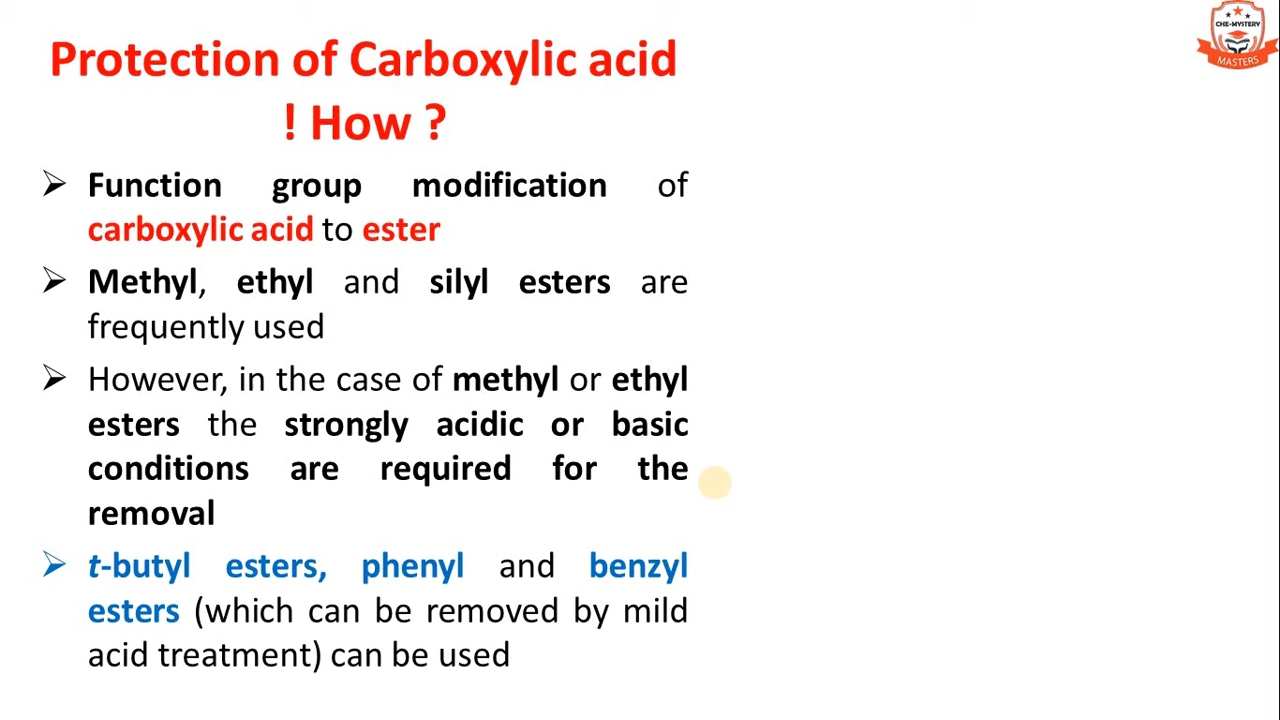 Protection of Carboxylic acid
! How ?
➢ Function group modification of
carboxylic acid to ester
➢ Methyl, ethyl and silyl esters are
frequently used
➢ However, in the case of methyl or ethyl
esters the strongly acidic or basic
conditions are required for the
removal
➢ t-butyl esters, phenyl and benzyl
esters (which can be removed by mild
acid treatment) can be used
CHE-MYSTERY
MASTERS